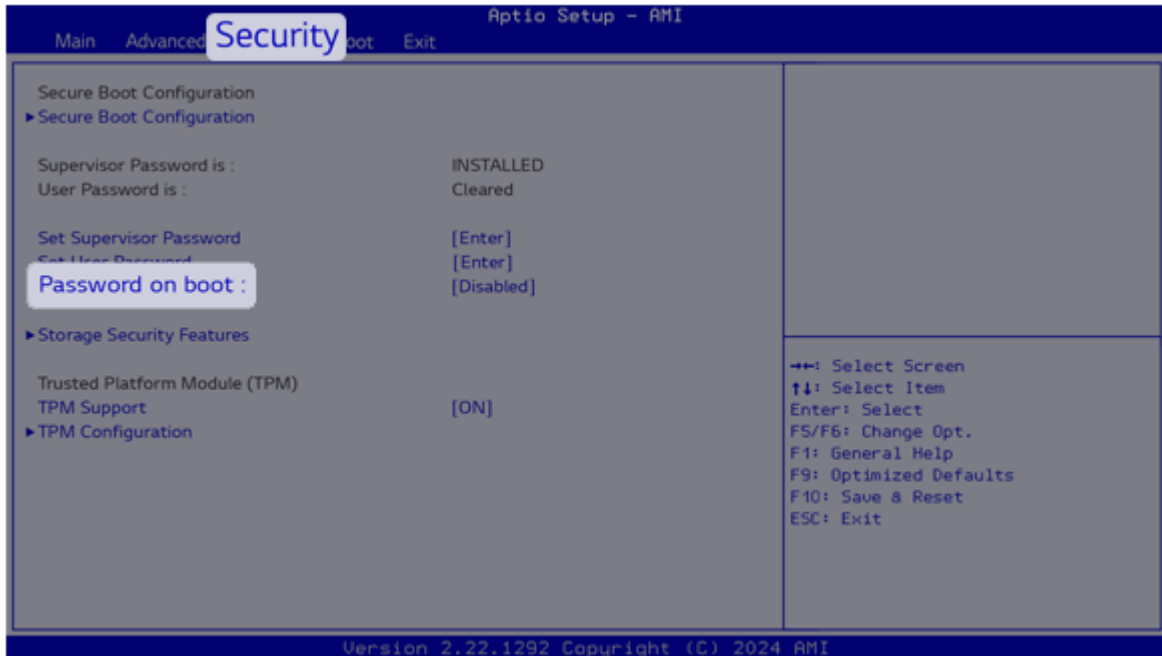 Aptio Setup – AMI
Main Advanced Security Exit
Secure Boot Configuration
▶Secure Boot Configuration
Supervisor Password is : INSTALLED
User Password is : Cleared
Set Supervisor Password [Enter]
Set User Password [Enter]
Password on boot : [Disabled]
▶Storage Security Features
Trusted Platform Module (TPM)
TPM Support [ON]
▶TPM Configuration
→←: Select Screen
↑↓: Select Item
Enter: Select
F5/F6: Change Opt.
F1: General Help
F9: Optimized Defaults
F10: Save & Reset
ESC: Exit
Version 2.22.1292 Copyright (C) 2024 AMI